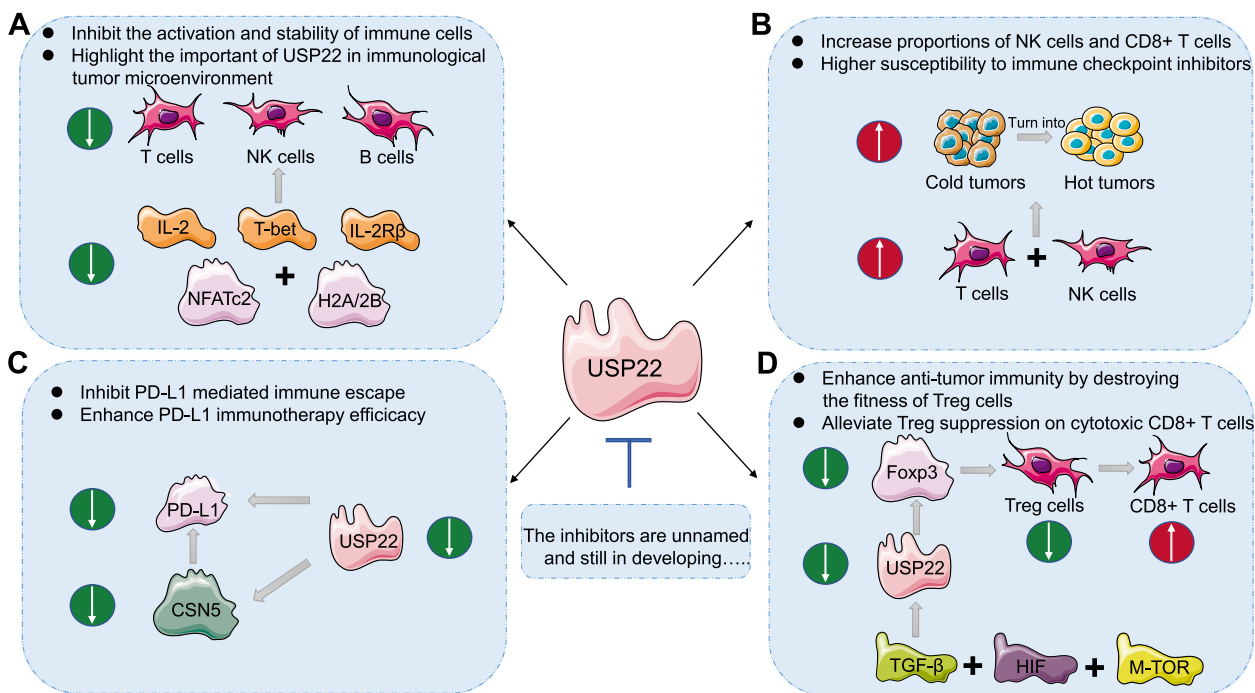 A
● Inhibit the activation and stability of immune cells
● Highlight the important of USP22 in immunological
tumor microenvironment
T cells
NK cells
B cells
IL-2
T-bet
IL-2Rβ
NFATc2
+
H2A/2B
B
● Increase proportions of NK cells and CD8+ T cells
● Higher susceptibility to immune checkpoint inhibitors
Turn into
Cold tumors
Hot tumors
+
T cells
NK cells
USP22
The inhibitors are unnamed
and still in developing.....
C
● Inhibit PD-L1 mediated immune escape
● Enhance PD-L1 immunotherapy efificacy
PD-L1
USP22
CSN5
D
● Enhance anti-tumor immunity by destroying
the fitness of Treg cells
● Alleviate Treg suppression on cytotoxic CD8+ T cells
Foxp3
Treg cells
CD8+ T cells
USP22
TGF-β
+
HIF
+
M-TOR